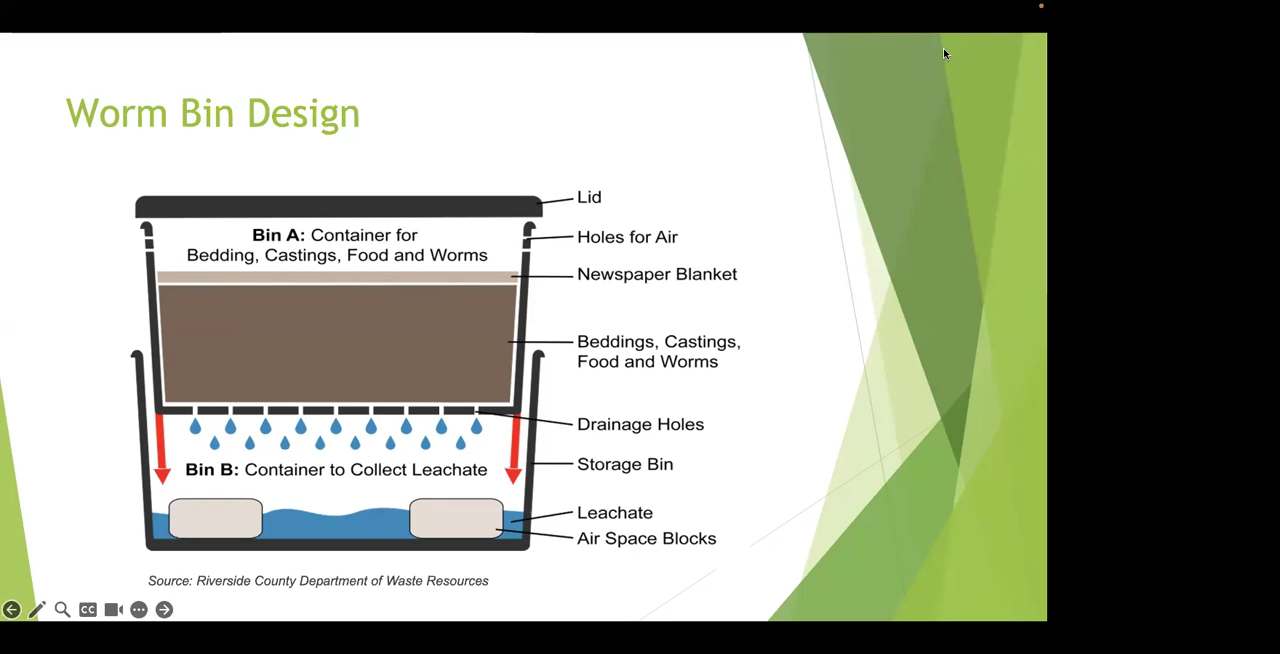 Worm Bin Design
Lid
Bin A: Container for
Bedding, Castings, Food and Worms
Holes for Air
Newspaper Blanket
Beddings, Castings,
Food and Worms
Drainage Holes
Bin B: Container to Collect Leachate
Storage Bin
Leachate
Air Space Blocks
Source: Riverside County Department of Waste Resources
CC